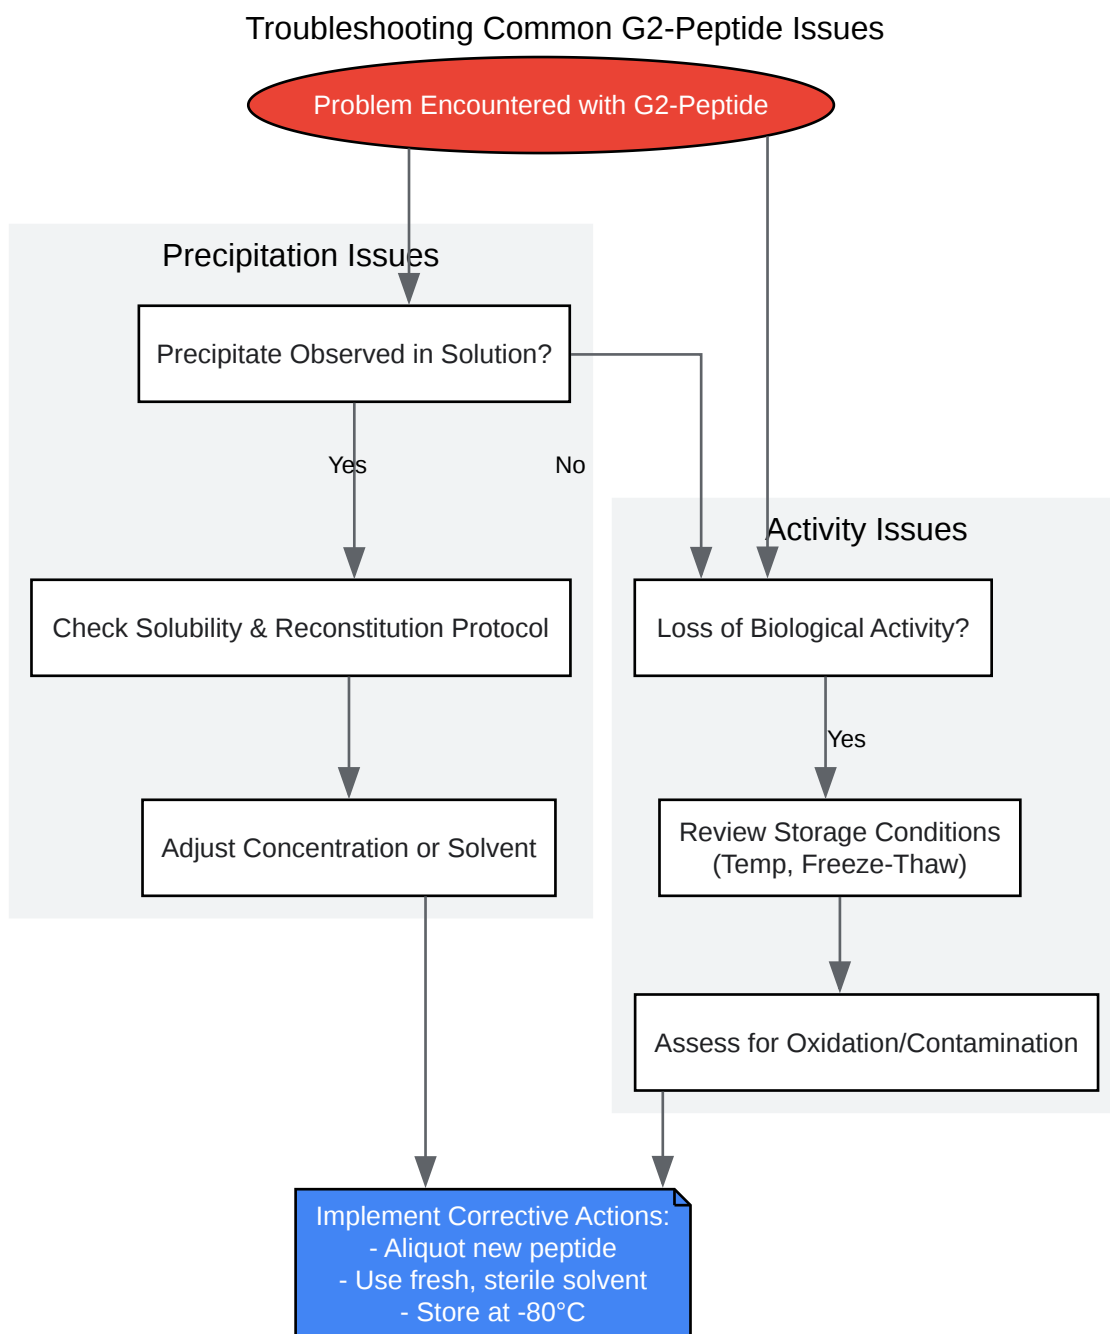 Troubleshooting Common G2-Peptide Issues
Problem Encountered with G2-Peptide
Precipitation Issues
Precipitate Observed in Solution?
Yes
No
Activity Issues
Check Solubility & Reconstitution Protocol
Loss of Biological Activity?
Yes
Adjust Concentration or Solvent
Review Storage Conditions
(Temp, Freeze-Thaw)
Assess for Oxidation/Contamination
Implement Corrective Actions:
- Aliquot new peptide
- Use fresh, sterile solvent
- Store at -80°C